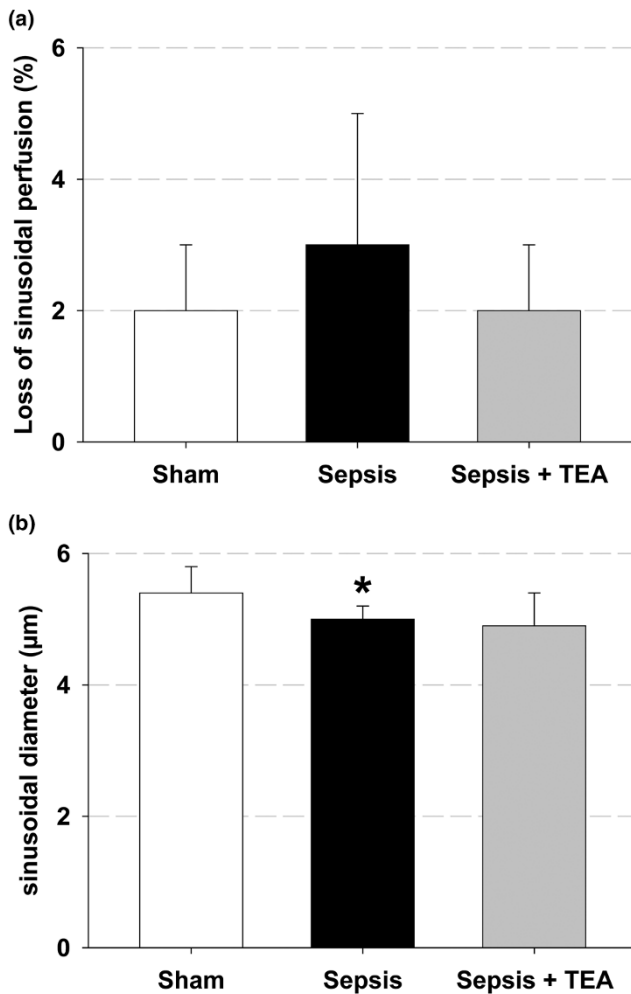 (a)
Loss of sinusoidal perfusion (%)
6
4
2
0
Sham Sepsis Sepsis + TEA
(b)
sinusoidal diameter (µm)
6
*
4
2
0
Sham Sepsis Sepsis + TEA